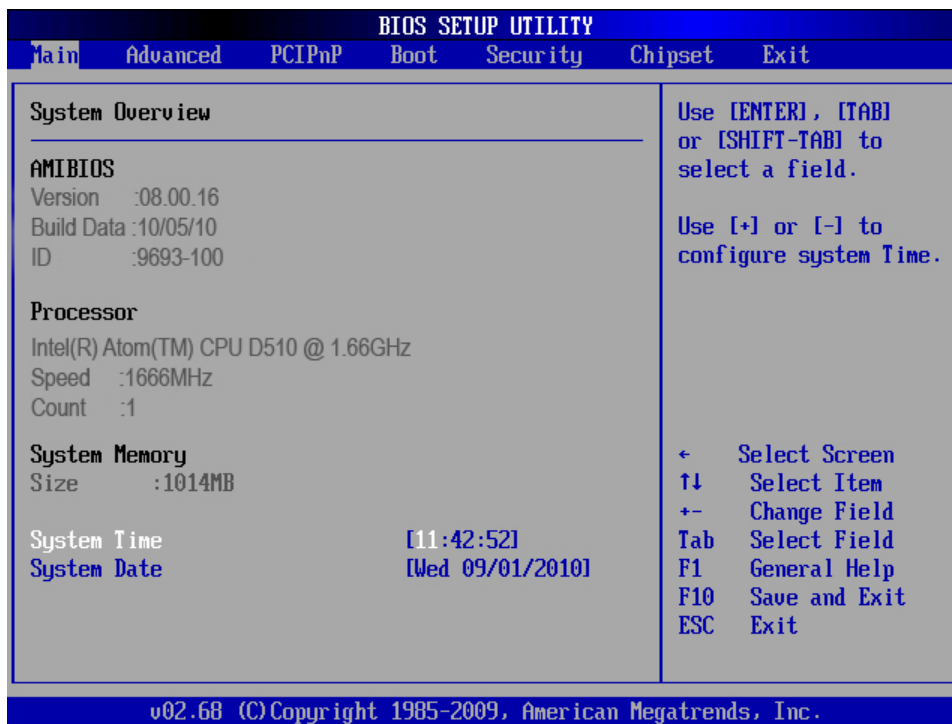 BIOS SETUP UTILITY
Main Advanced PCIPnP Boot Security Chipset Exit
System Overview
AMIBIOS
Version :08.00.16
Build Data :10/05/10
ID :9693-100
Processor
Intel(R) Atom(TM) CPU D510 @ 1.66GHz
Speed :1666MHz
Count :1
System Memory
Size :1014MB
System Time [11:42:52]
System Date [Wed 09/01/2010]
Use [ENTER], [TAB]
or [SHIFT-TAB] to
select a field.
Use [+] or [-] to
configure system Time.
← Select Screen
↑↓ Select Item
+- Change Field
Tab Select Field
F1 General Help
F10 Save and Exit
ESC Exit
v02.68 (C)Copyright 1985-2009, American Megatrends, Inc.